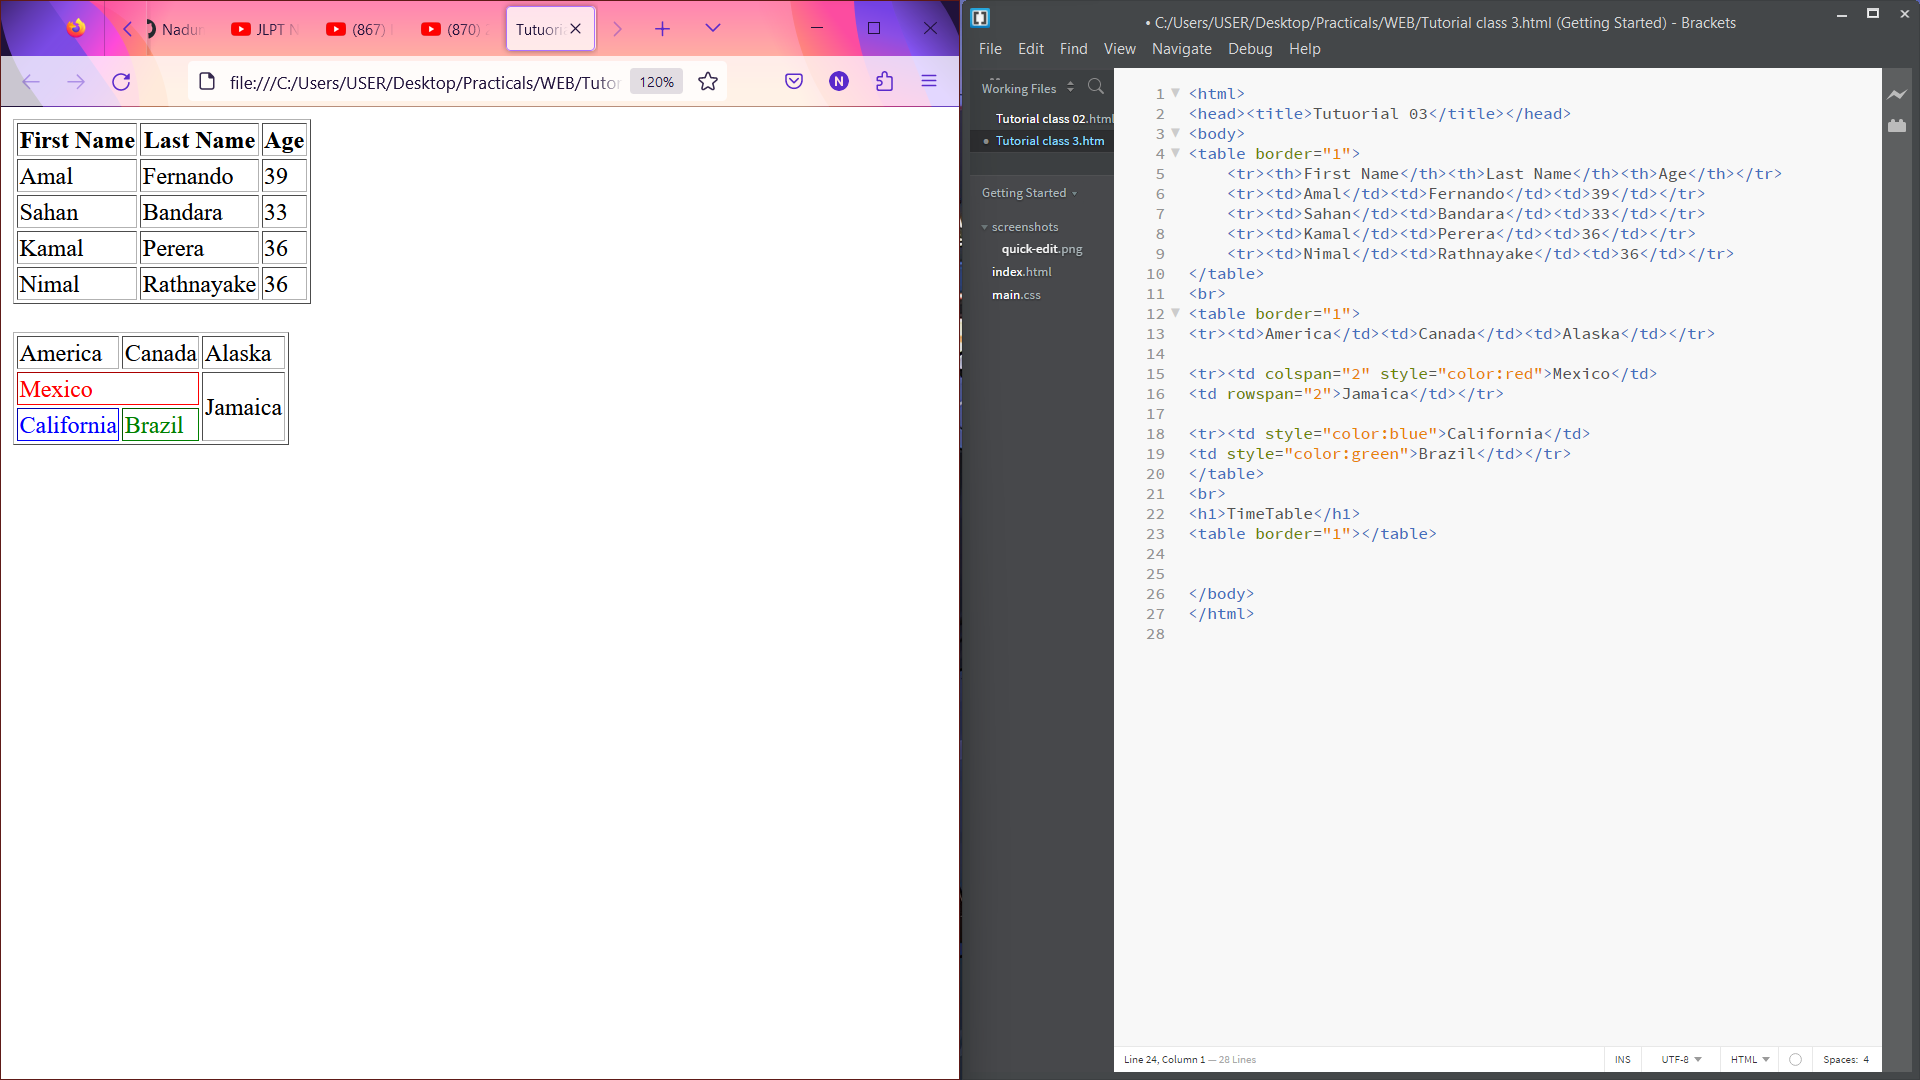 Nadun
JLPT N
(867)
(870) 2
Tutuoria
file:///C:/Users/USER/Desktop/Practicals/WEB/Tutor
120%
N
First Name Last Name Age
Amal Fernando 39
Sahan Bandara 33
Kamal Perera 36
Nimal Rathnayake 36
America Canada Alaska
Mexico
Jamaica
California Brazil
• C:/Users/USER/Desktop/Practicals/WEB/Tutorial class 3.html (Getting Started) - Brackets
File Edit Find View Navigate Debug Help
Working Files
Tutorial class 02.html
Tutorial class 3.htm
Getting Started
screenshots
quick-edit.png
index.html
main.css
1 <html>
2 <head><title>Tutuorial 03</title></head>
3 <body>
4 <table border="1">
5 <tr><th>First Name</th><th>Last Name</th><th>Age</th></tr>
6 <tr><td>Amal</td><td>Fernando</td><td>39</td></tr>
7 <tr><td>Sahan</td><td>Bandara</td><td>33</td></tr>
8 <tr><td>Kamal</td><td>Perera</td><td>36</td></tr>
9 <tr><td>Nimal</td><td>Rathnayake</td><td>36</td></tr>
10 </table>
11 <br>
12 <table border="1">
13 <tr><td>America</td><td>Canada</td><td>Alaska</td></tr>
14
15 <tr><td colspan="2" style="color:red">Mexico</td>
16 <td rowspan="2">Jamaica</td></tr>
17
18 <tr><td style="color:blue">California</td>
19 <td style="color:green">Brazil</td></tr>
20 </table>
21 <br>
22 <h1>TimeTable</h1>
23 <table border="1"></table>
24
25
26 </body>
27 </html>
28
Line 24, Column 1 — 28 Lines
INS UTF-8 HTML Spaces: 4